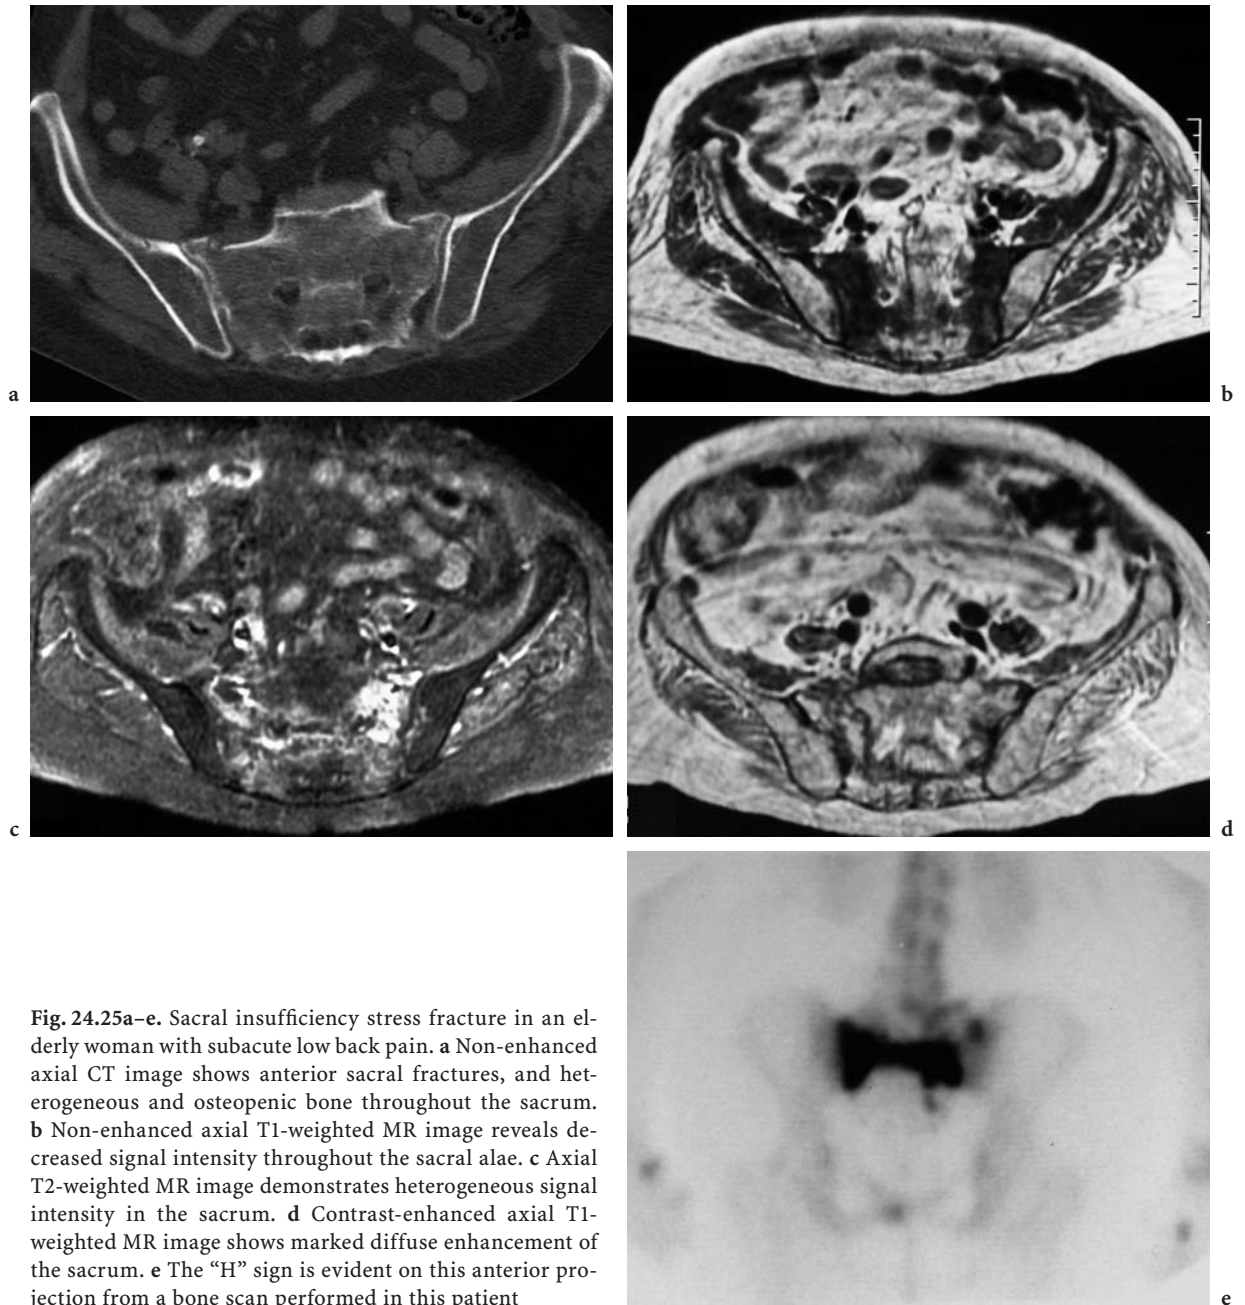 a
b
c
d
Fig. 24.25a–e. Sacral insufficiency stress fracture in an el-
derly woman with subacute low back pain. a Non-enhanced
axial CT image shows anterior sacral fractures, and het-
erogeneous and osteopenic bone throughout the sacrum.
b Non-enhanced axial T1-weighted MR image reveals de-
creased signal intensity throughout the sacral alae. c Axial
T2-weighted MR image demonstrates heterogeneous signal
intensity in the sacrum. d Contrast-enhanced axial T1-
weighted MR image shows marked diffuse enhancement of
the sacrum. e The “H” sign is evident on this anterior pro-
jection from a bone scan performed in this patient
e